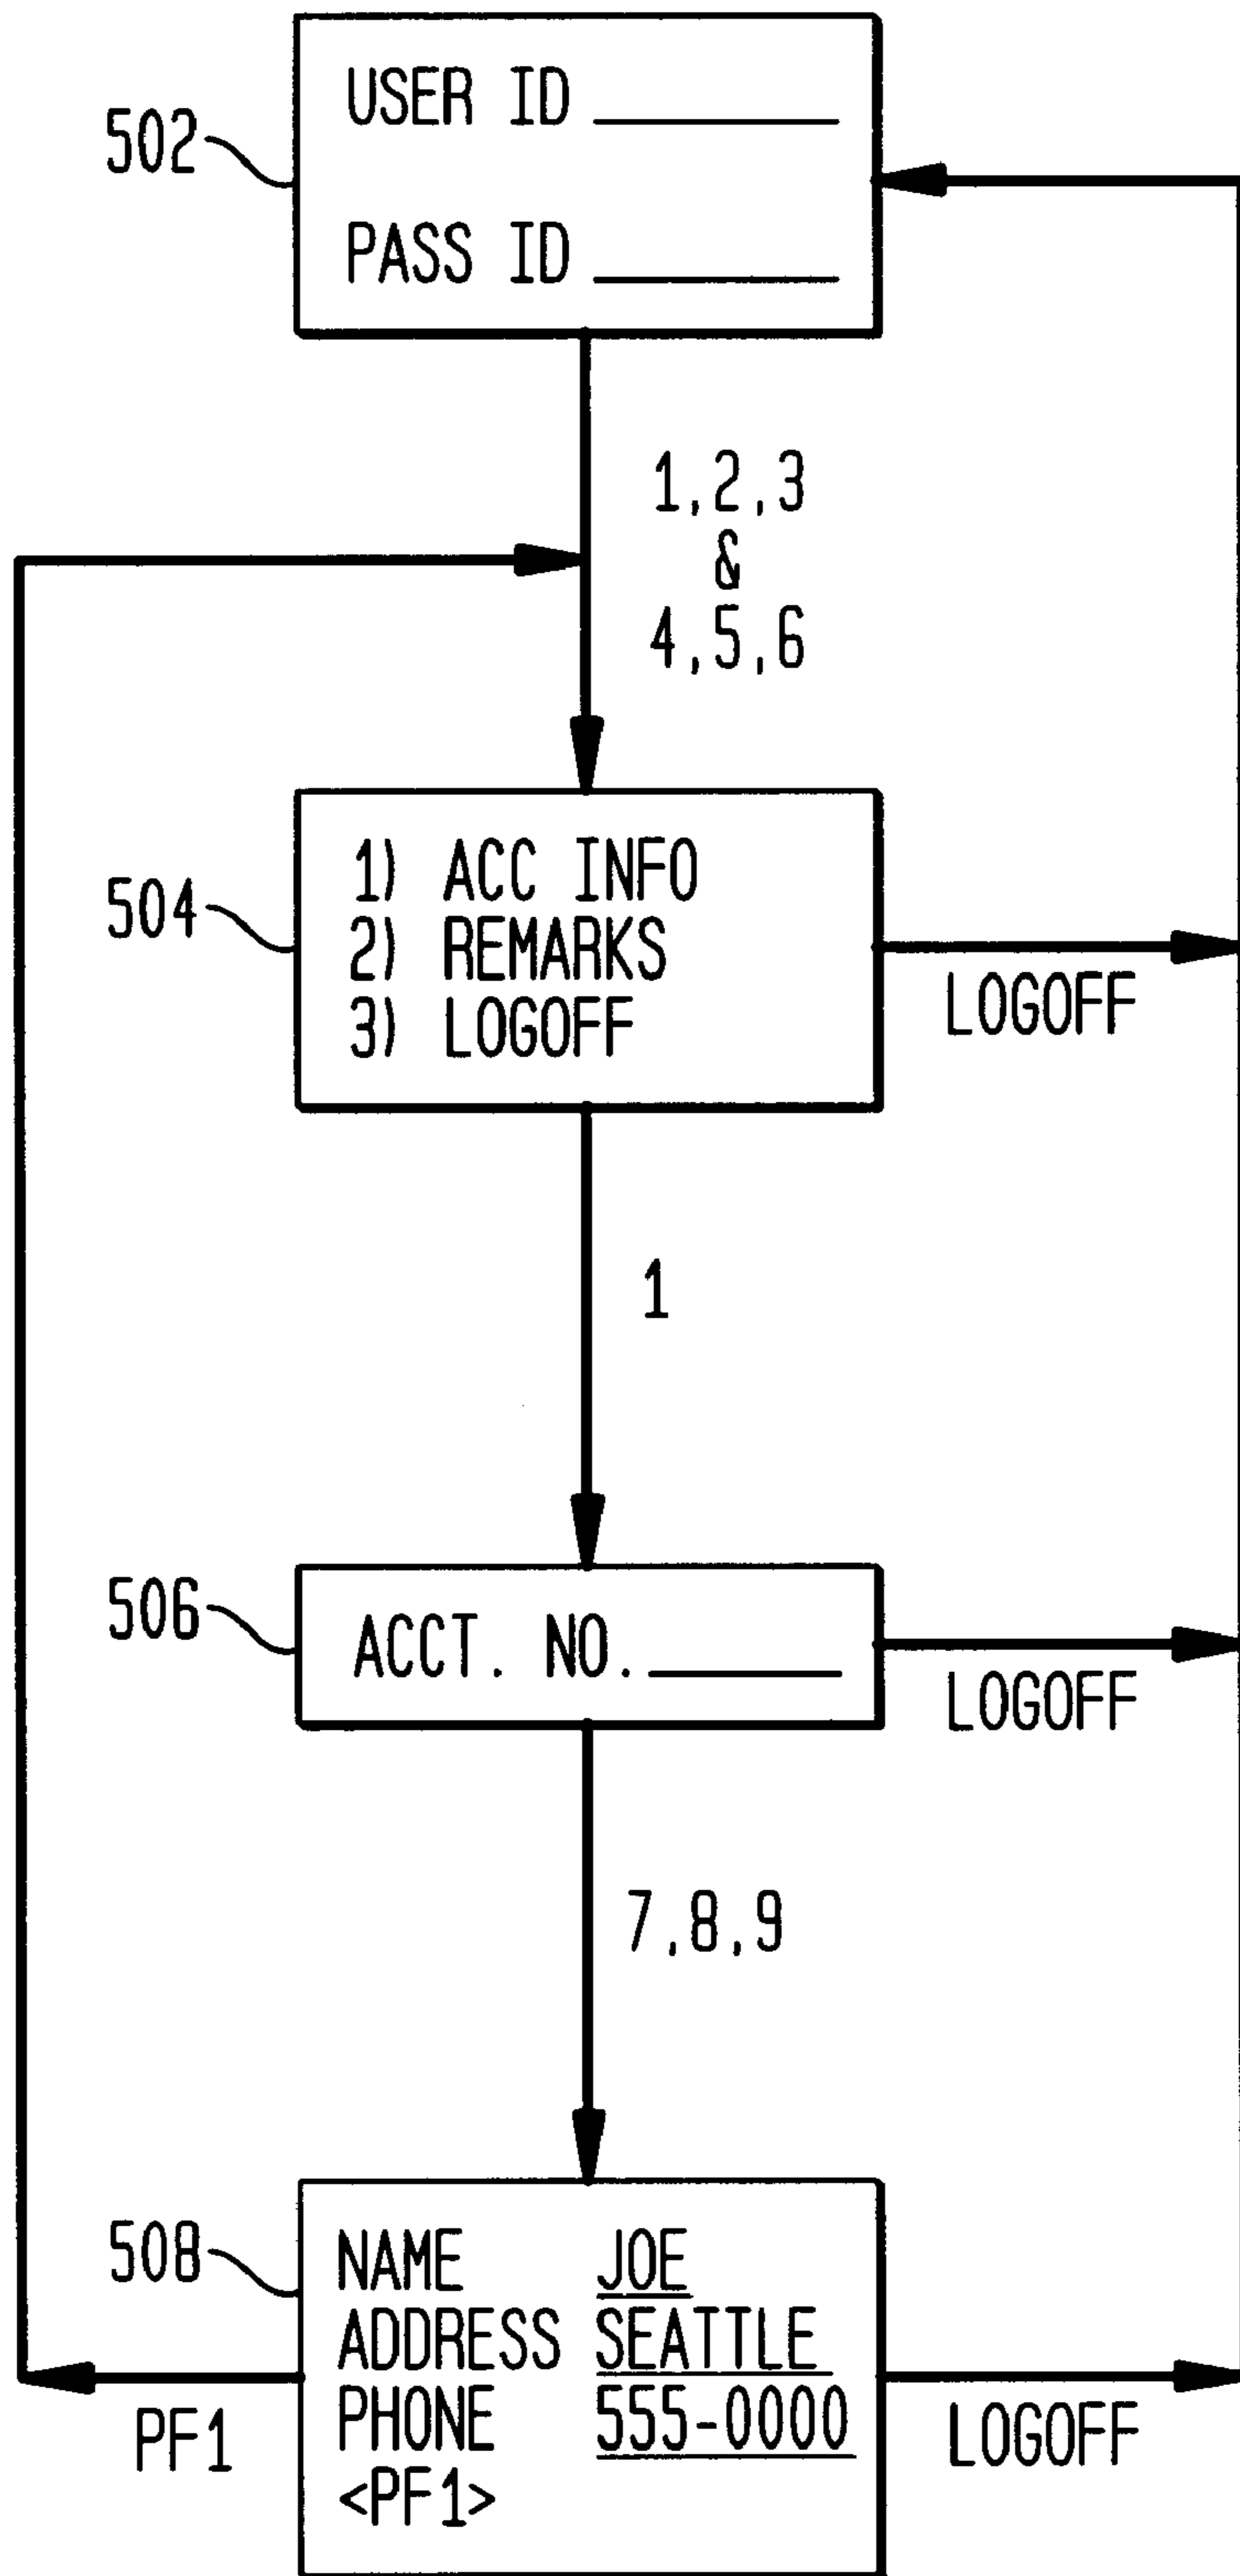 502
USER ID
PASS ID
1,2,3
&
4,5,6
504
1) ACC INFO
2) REMARKS
3) LOGOFF
LOGOFF
1
506
ACCT. NO.
LOGOFF
7,8,9
508
NAME JOE
ADDRESS SEATTLE
PHONE 555-0000
<PF1>
PF1
LOGOFF